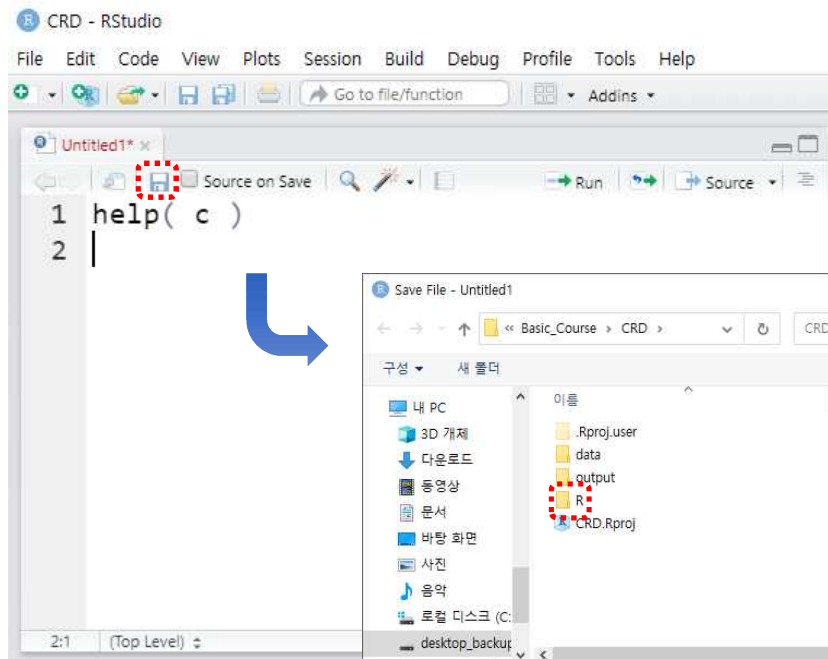 CRD - RStudio
File Edit Code View Plots Session Build Debug Profile Tools Help
Go to file/function Addins
Untitled1*
Source on Save Run Source
1 help( c )
2
Save File - Untitled1
« Basic_Course › CRD › CRD
구성 새 폴더
내 PC
3D 개체
다운로드
동영상
문서
바탕 화면
사진
음악
로컬 디스크 (C:
desktop_backup
이름
.Rproj.user
data
output
R
CRD.Rproj
2:1 (Top Level)